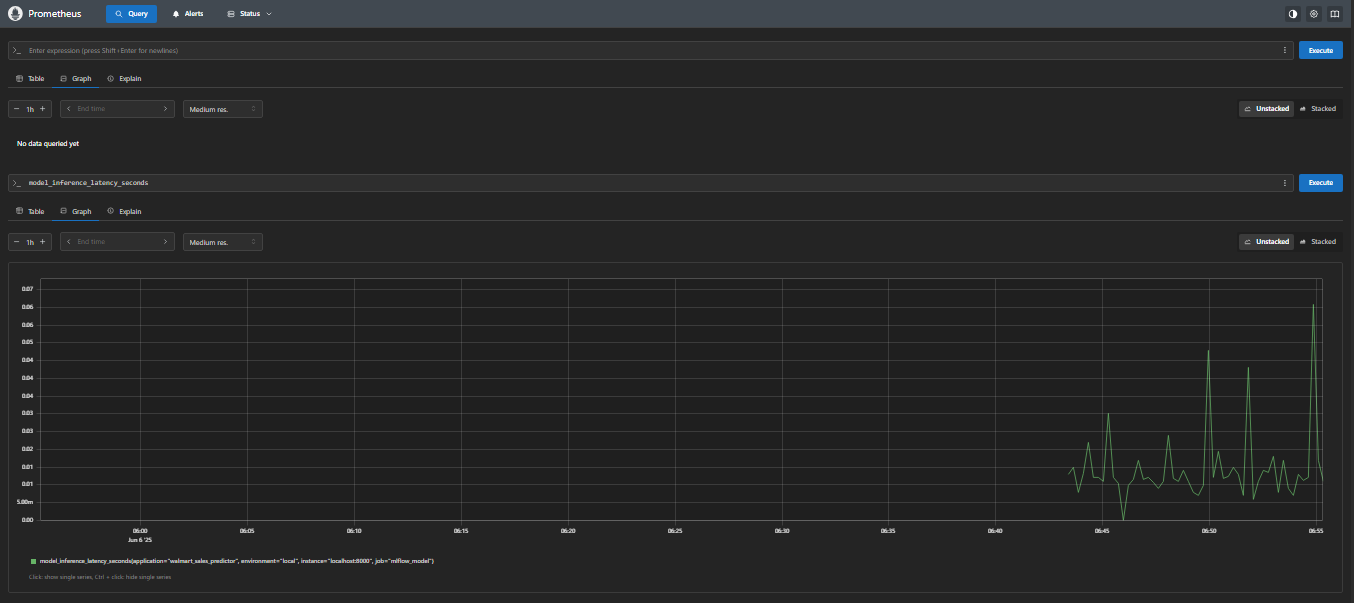 Prometheus Query Alerts Status
>_ Enter expression (press Shift+Enter for newlines) Execute
Table Graph Explain
− 1h + < End time > Medium res. Unstacked Stacked
No data queried yet
>_ model_inference_latency_seconds Execute
Table Graph Explain
− 1h + < End time > Medium res. Unstacked Stacked
0.07
0.06
0.06
0.05
0.04
0.04
0.04
0.03
0.03
0.02
0.01
0.01
5.00m
0.00
06:00 06:05 06:10 06:15 06:20 06:25 06:30 06:35 06:40 06:45 06:50 06:55
Jun 6 '25
model_inference_latency_seconds{application="walmart_sales_predictor", environment="local", instance="localhost:8000", job="mlflow_model"}
Click: show single series, Ctrl + click: hide single series